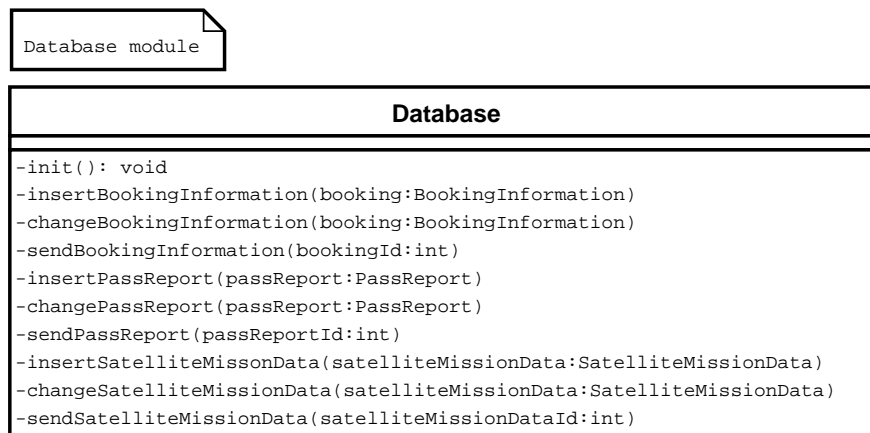 Database module
Database
-init(): void
-insertBookingInformation(booking:BookingInformation)
-changeBookingInformation(booking:BookingInformation)
-sendBookingInformation(bookingId:int)
-insertPassReport(passReport:PassReport)
-changePassReport(passReport:PassReport)
-sendPassReport(passReportId:int)
-insertSatelliteMissonData(satelliteMissionData:SatelliteMissionData)
-changeSatelliteMissionData(satelliteMissionData:SatelliteMissionData)
-sendSatelliteMissionData(satelliteMissionDataId:int)